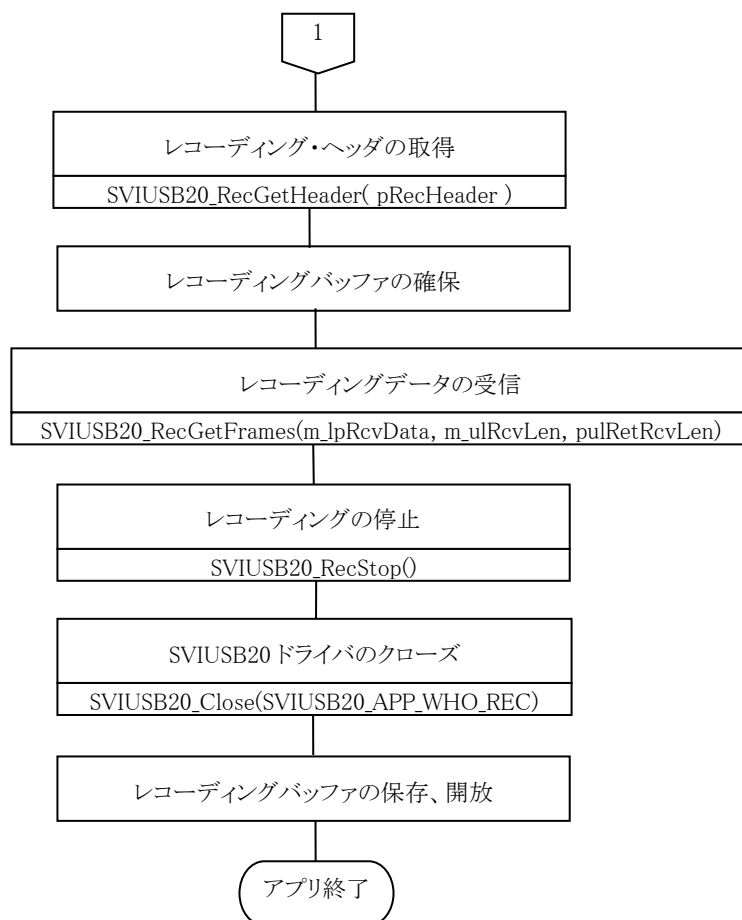 1
レコーディング・ヘッダの取得
SVIUSB20_RecGetHeader( pRecHeader )
レコーディングバッファの確保
レコーディングデータの受信
SVIUSB20_RecGetFrames(m_lpRcvData, m_ulRcvLen, pulRetRcvLen)
レコーディングの停止
SVIUSB20_RecStop()
SVIUSB20 ドライバのクローズ
SVIUSB20_Close(SVIUSB20_APP_WHO_REC)
レコーディングバッファの保存、開放
アプリ終了